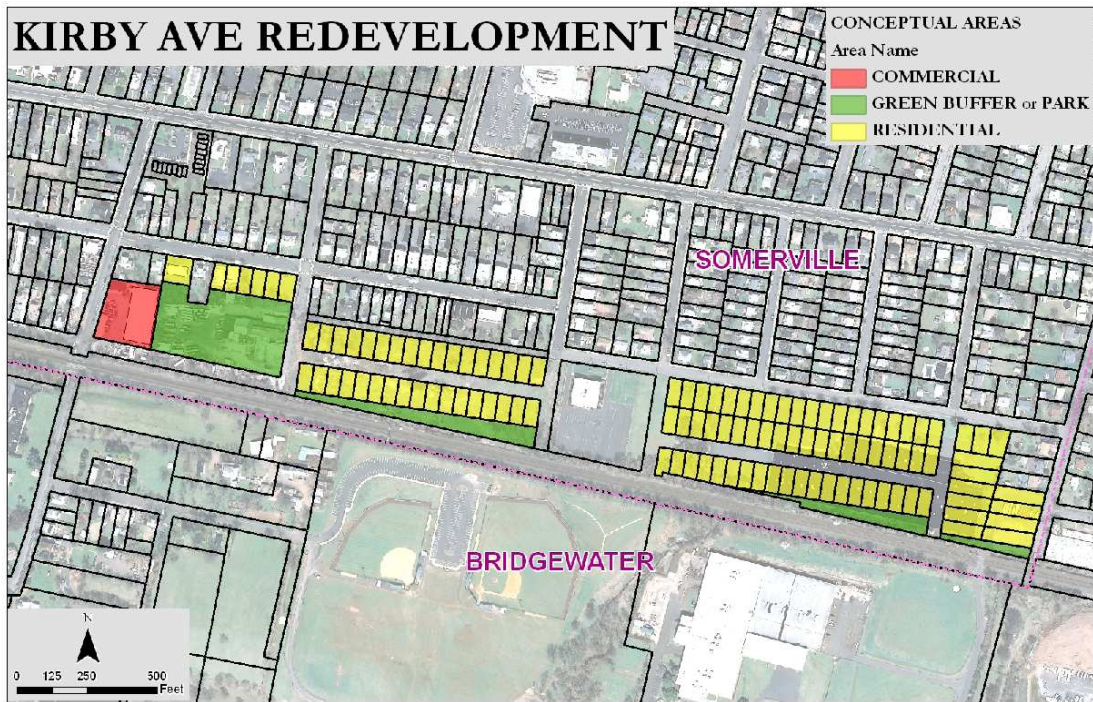 KIRBY AVE REDEVELOPMENT
CONCEPTUAL AREAS
Area Name
COMMERCIAL
GREEN BUFFER or PARK
RESIDENTIAL
SOMERVILLE
BRIDGEWATER
N
0 125 250 500
Feet